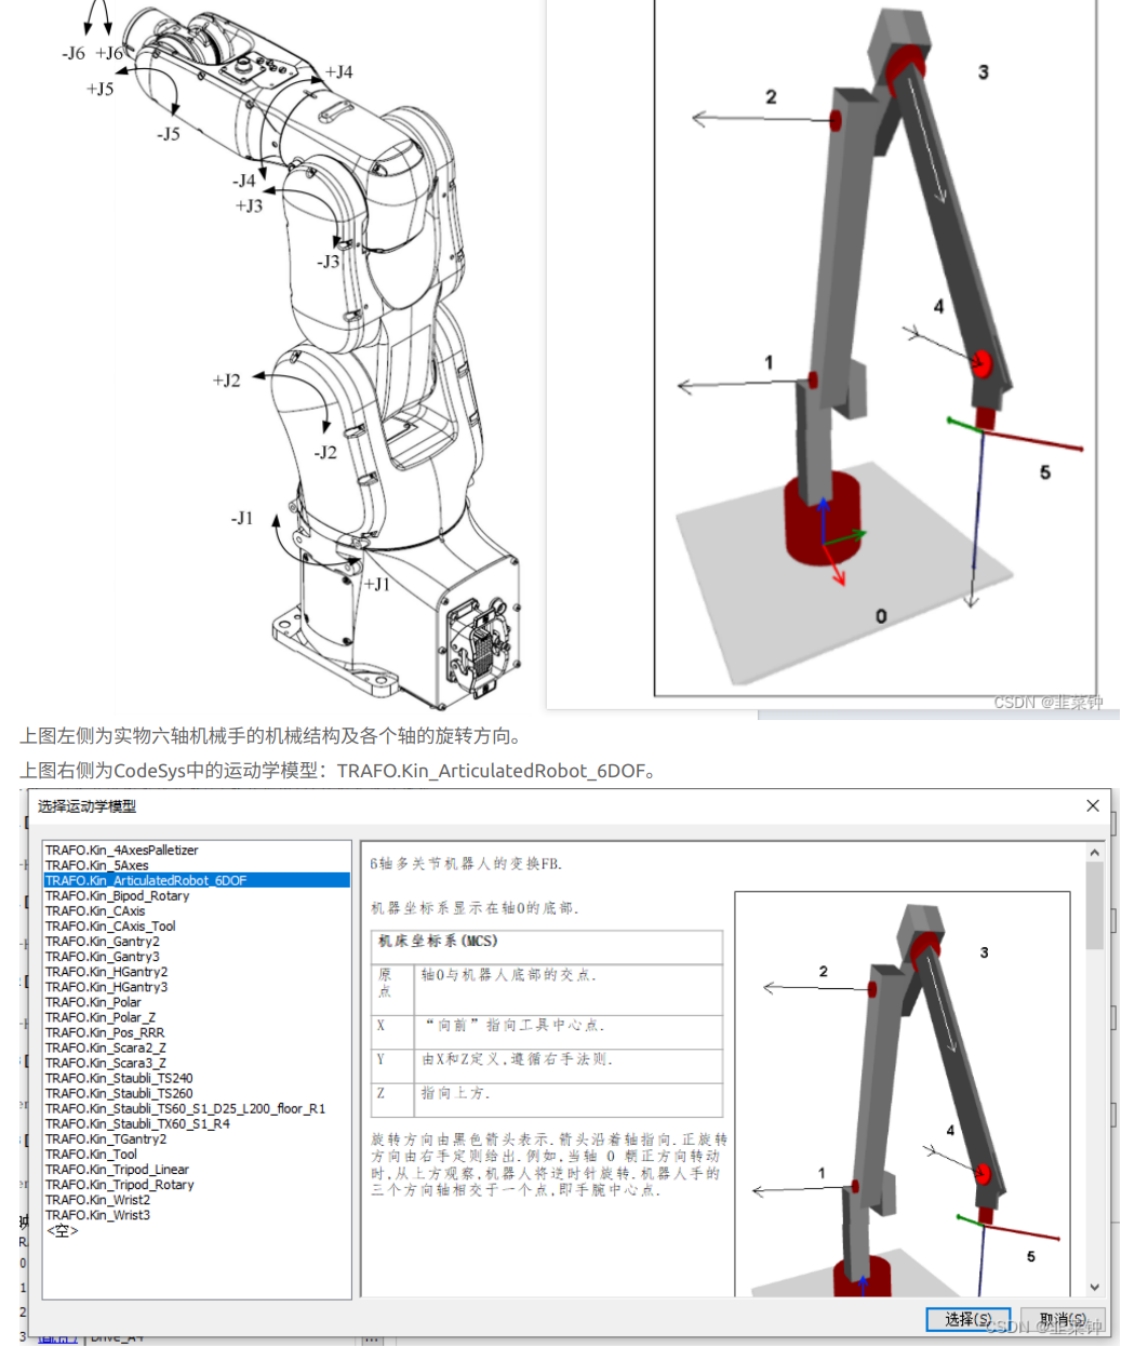 -J6 +J6
+J5
-J5
+J4
-J4
+J3
-J3
+J2
-J2
-J1
+J1
3
2
4
1
5
0
CSDN @韭菜钟
上图左侧为实物六轴机械手的机械结构及各个轴的旋转方向。
上图右侧为CodeSys中的运动学模型：TRAFO.Kin_ArticulatedRobot_6DOF。
选择运动学模型
TRAFO.Kin_4AxesPalletizer
TRAFO.Kin_5Axes
TRAFO.Kin_ArticulatedRobot_6DOF
TRAFO.Kin_Bipod_Rotary
TRAFO.Kin_CAxis
TRAFO.Kin_CAxis_Tool
TRAFO.Kin_Gantry2
TRAFO.Kin_Gantry3
TRAFO.Kin_HGantry2
TRAFO.Kin_HGantry3
TRAFO.Kin_Polar
TRAFO.Kin_Polar_Z
TRAFO.Kin_Pos_RRR
TRAFO.Kin_Scara2_Z
TRAFO.Kin_Scara3_Z
TRAFO.Kin_Staubli_TS240
TRAFO.Kin_Staubli_TS260
TRAFO.Kin_Staubli_TS60_S1_D25_L200_floor_R1
TRAFO.Kin_Staubli_TX60_S1_R4
TRAFO.Kin_TGantry2
TRAFO.Kin_Tool
TRAFO.Kin_Tripod_Linear
TRAFO.Kin_Tripod_Rotary
TRAFO.Kin_Wrist2
TRAFO.Kin_Wrist3
<空>
6轴多关节机器人的变换FB.
机器坐标系显示在轴0的底部.
机床坐标系(MCS)
原点 轴0与机器人底部的交点.
X “向前”指向工具中心点.
Y 由X和Z定义,遵循右手法则.
Z 指向上方.
旋转方向由黑色箭头表示.箭头沿着轴指向.正旋转
方向由右手定则给出.例如,当轴 0 朝正方向转动
时,从上方观察,机器人将逆时针旋转.机器人手的
三个方向轴相交于一个点,即手腕中心点.
3
2
4
1
5
选择(S)
取消(S)
CSDN @韭菜钟